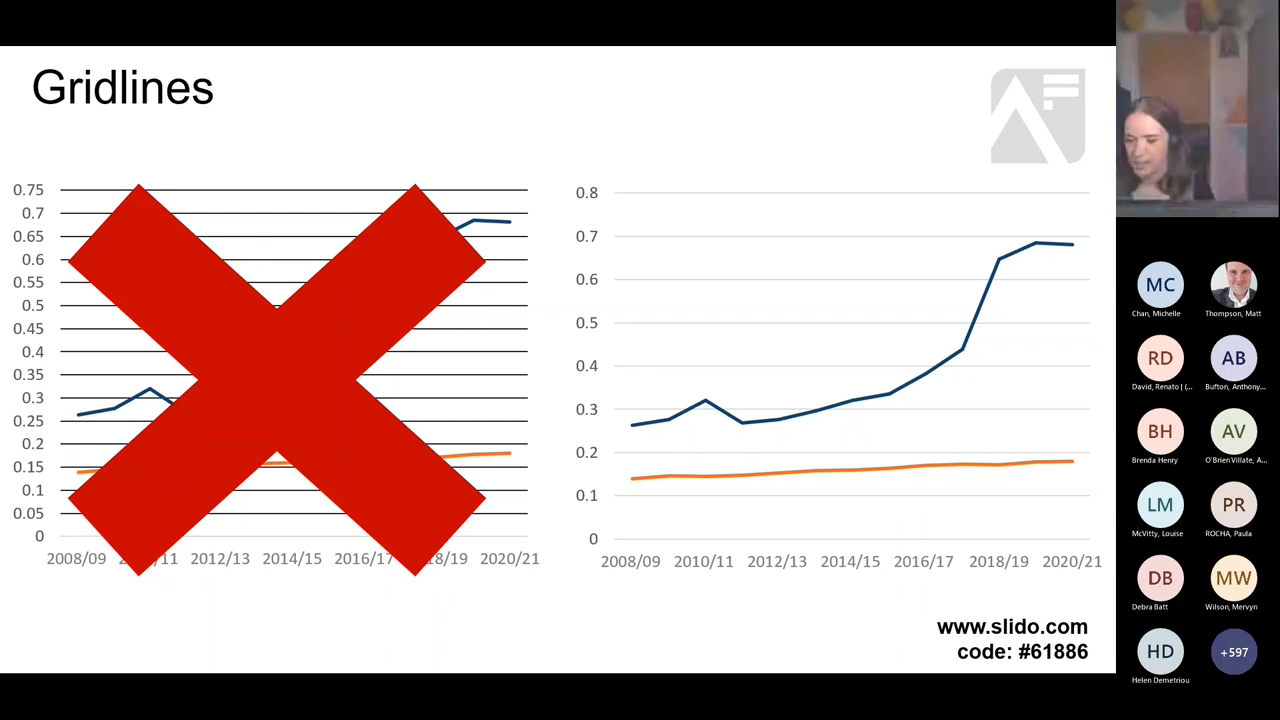 Gridlines
0.75
0.7
0.65
0.6
0.55
0.5
0.45
0.4
0.35
0.3
0.25
0.2
0.15
0.1
0.05
0
2008/09 /11 2012/13 2014/15 2016/17 18/19 2020/21
0.8
0.7
0.6
0.5
0.4
0.3
0.2
0.1
0
2008/09 2010/11 2012/13 2014/15 2016/17 2018/19 2020/21
www.slido.com
code: #61886
MC
Chan, Michelle
Thompson, Matt
RD AB
David, Renato | (... Bufton, Anthony...
BH AV
Brenda Henry O'Brien Villate, A...
LM PR
McVitty, Louise ROCHA, Paula
DB MW
Debra Batt Wilson, Mervyn
HD +597
Helen Demetriou